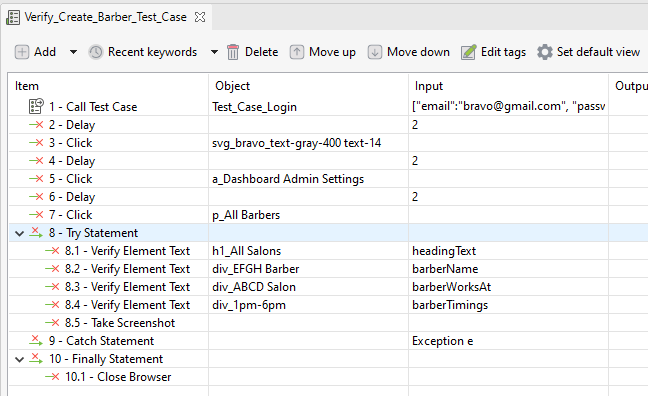 Verify_Create_Barber_Test_Case
Add Recent keywords Delete Move up Move down Edit tags Set default view
Item Object Input Outpu
1 - Call Test Case Test_Case_Login ["email":"bravo@gmail.com", "passw
2 - Delay 2
3 - Click svg_bravo_text-gray-400 text-14
4 - Delay 2
5 - Click a_Dashboard Admin Settings
6 - Delay 2
7 - Click p_All Barbers
8 - Try Statement
8.1 - Verify Element Text h1_All Salons headingText
8.2 - Verify Element Text div_EFGH Barber barberName
8.3 - Verify Element Text div_ABCD Salon barberWorksAt
8.4 - Verify Element Text div_1pm-6pm barberTimings
8.5 - Take Screenshot
9 - Catch Statement Exception e
10 - Finally Statement
10.1 - Close Browser